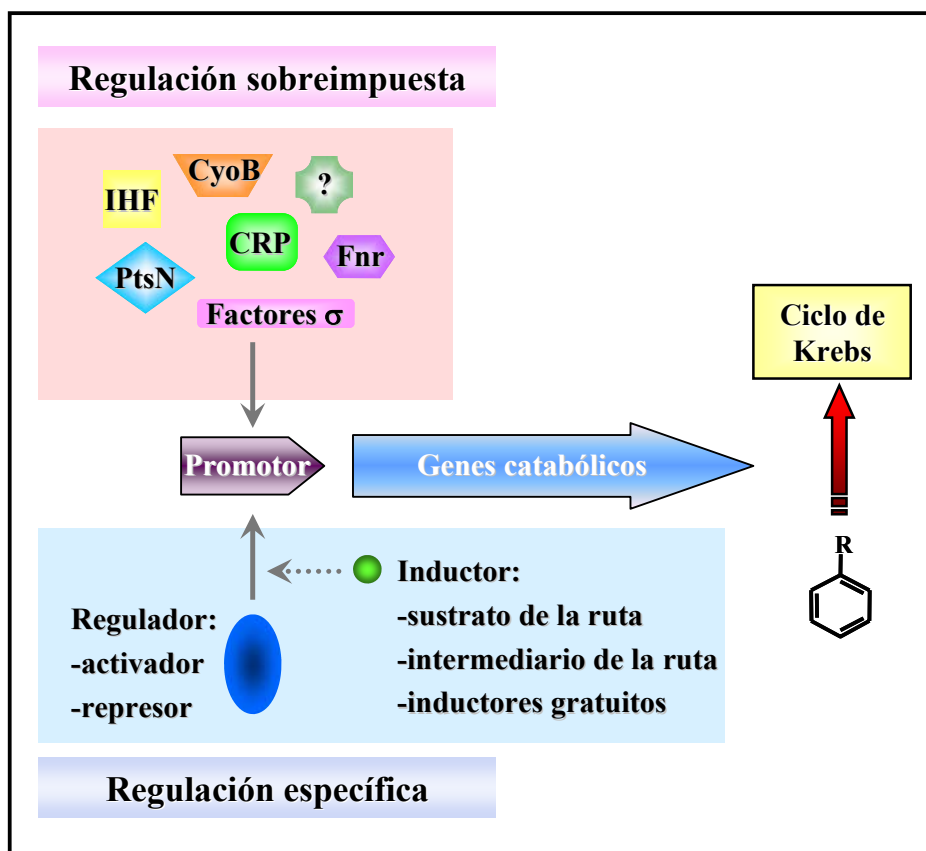 Regulación sobreimpuesta
CyoB
?
IHF
CRP
Fnr
PtsN
Factores σ
Ciclo de
Krebs
Promotor
Genes catabólicos
R
Regulador:
-activador
-represor
Inductor:
-sustrato de la ruta
-intermediario de la ruta
-inductores gratuitos
Regulación específica